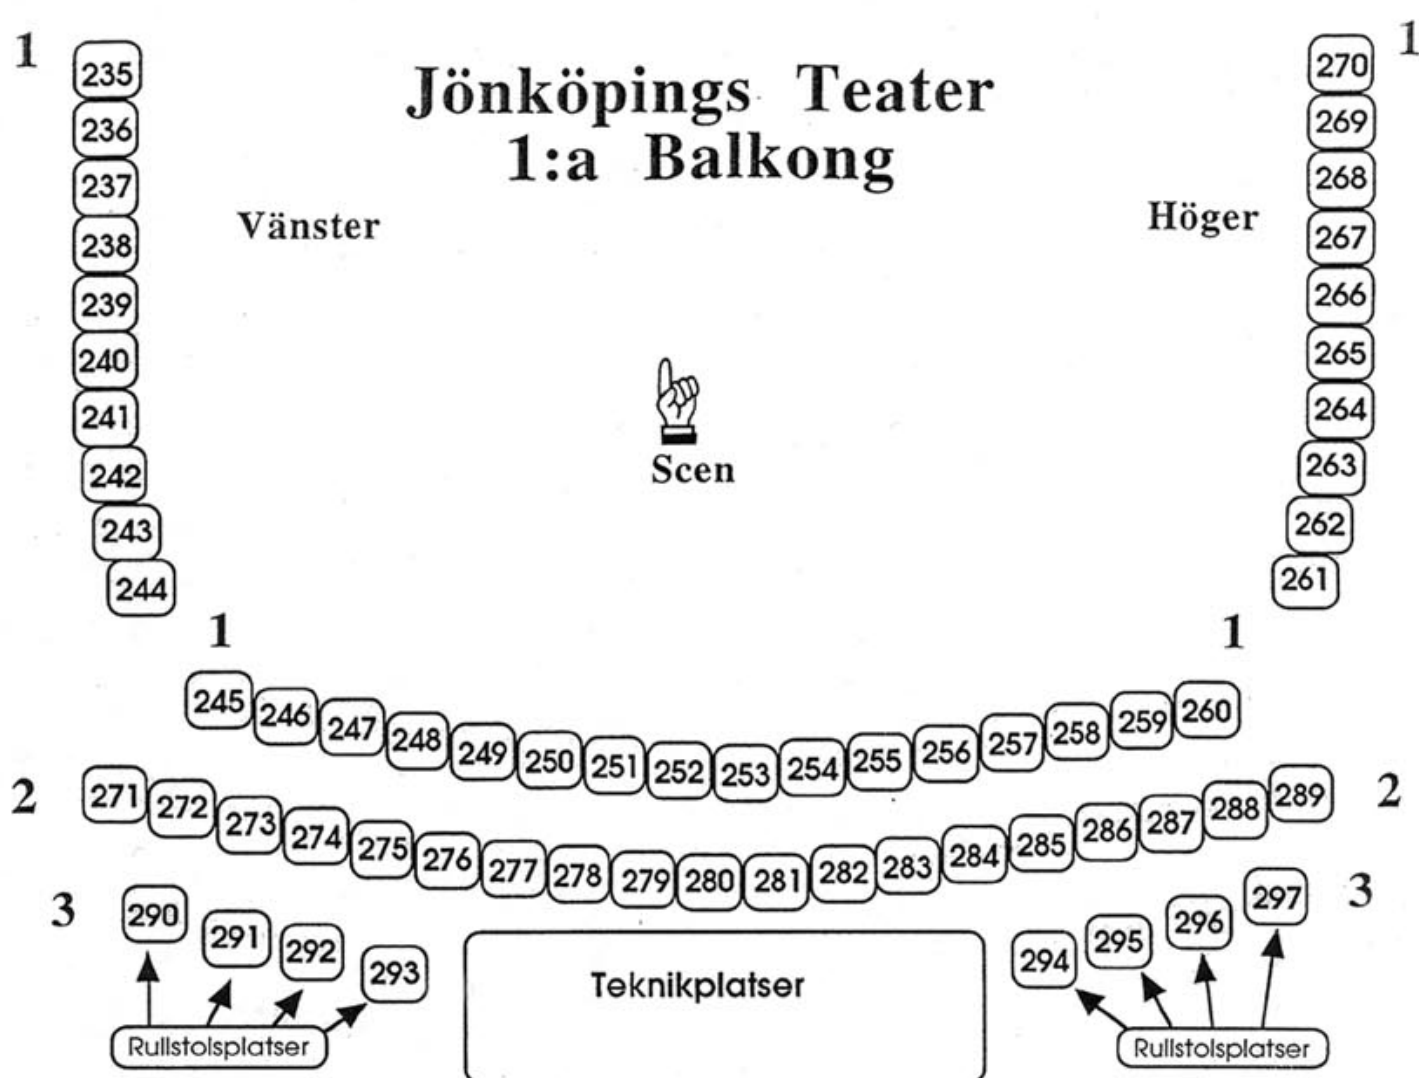 1 1
235 270
236 269
237 268
238 267
239 266
240 265
241 264
242 263
243 262
244 261
Jönköpings Teater
1:a Balkong
Vänster Höger
Scen
1 1
245 246 247 248 249 250 251 252 253 254 255 256 257 258 259 260
2 271 272 273 274 275 276 277 278 279 280 281 282 283 284 285 286 287 288 289 2
3 290 291 292 293 294 295 296 297 3
Teknikplatser
Rullstolsplatser Rullstolsplatser